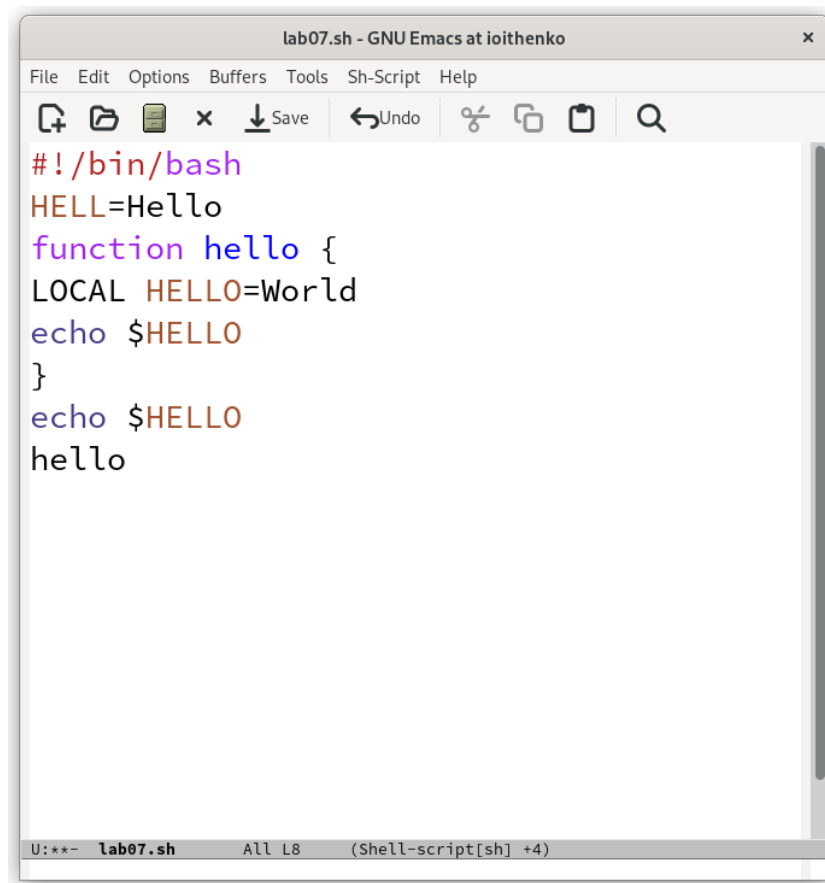 lab07.sh - GNU Emacs at ioithenko
File Edit Options Buffers Tools Sh-Script Help
Save Undo
#!/bin/bash
HELL=Hello
function hello {
LOCAL HELLO=World
echo $HELLO
}
echo $HELLO
hello
U:**- lab07.sh All L8 (Shell-script[sh] +4)